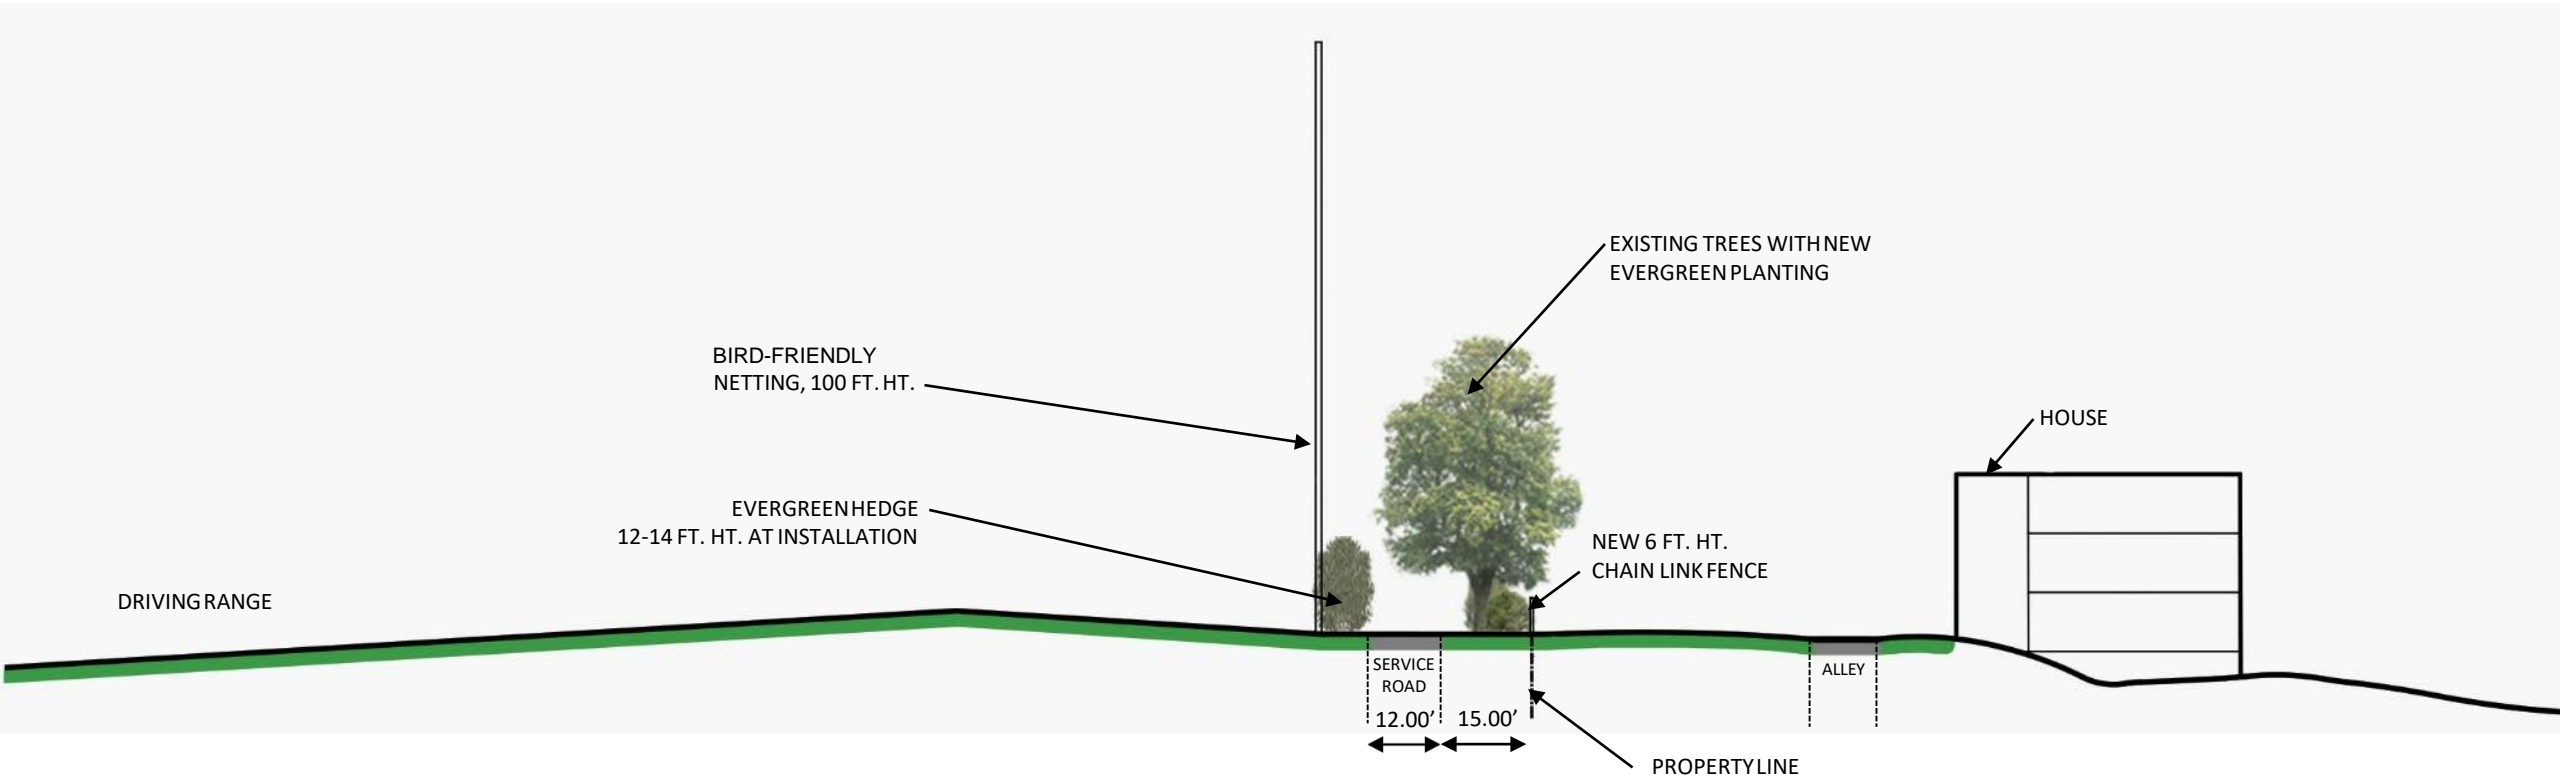 EXISTING TREES WITH NEW
EVERGREEN PLANTING
BIRD-FRIENDLY
NETTING, 100 FT. HT.
HOUSE
EVERGREEN HEDGE
12-14 FT. HT. AT INSTALLATION
NEW 6 FT. HT.
CHAIN LINK FENCE
DRIVING RANGE
SERVICE
ROAD
ALLEY
12.00’
15.00’
PROPERTY LINE